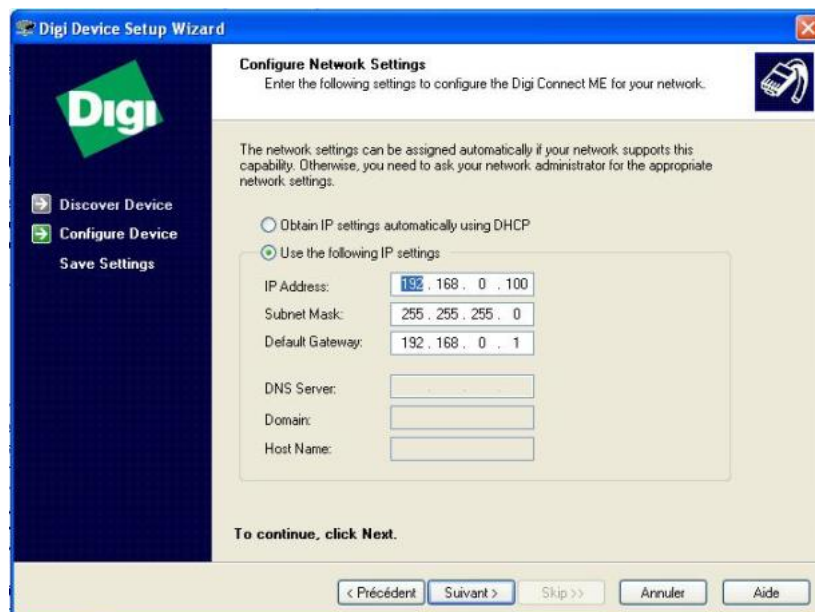 Digi Device Setup Wizard
Configure Network Settings
Enter the following settings to configure the Digi Connect ME for your network.
Digi
Discover Device
Configure Device
Save Settings
The network settings can be assigned automatically if your network supports this
capability. Otherwise, you need to ask your network administrator for the appropriate
network settings.
Obtain IP settings automatically using DHCP
Use the following IP settings
IP Address: 192 . 168 . 0 . 100
Subnet Mask: 255 . 255 . 255 . 0
Default Gateway: 192 . 168 . 0 . 1
DNS Server: . . .
Domain:
Host Name:
To continue, click Next.
< Précédent Suivant > Skip >> Annuler Aide